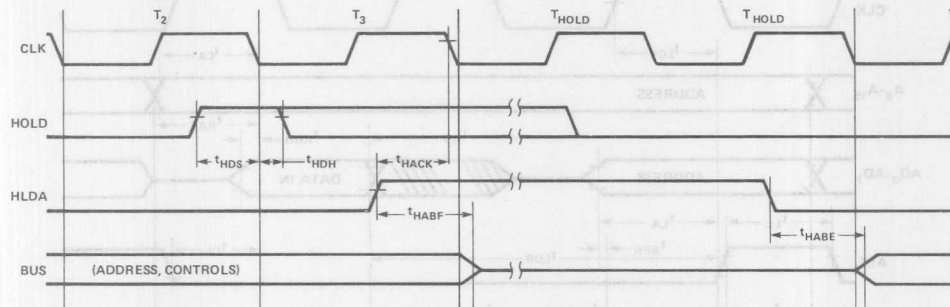 T2 T3 THOLD THOLD
CLK
HOLD
tHDS tHDH tHACK
HLDA
tHABF tHABE
BUS (ADDRESS, CONTROLS)